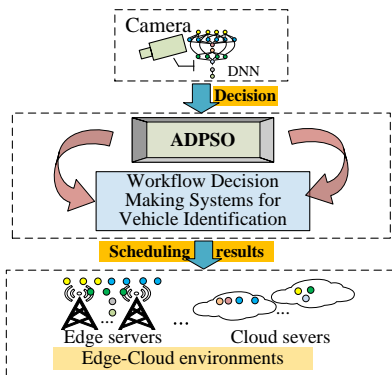 Camera
DNN
Decision
ADPSO
Workflow Decision
Making Systems for
Vehicle Identification
Scheduling results
... ... ...
Edge servers Cloud severs
Edge-Cloud environments